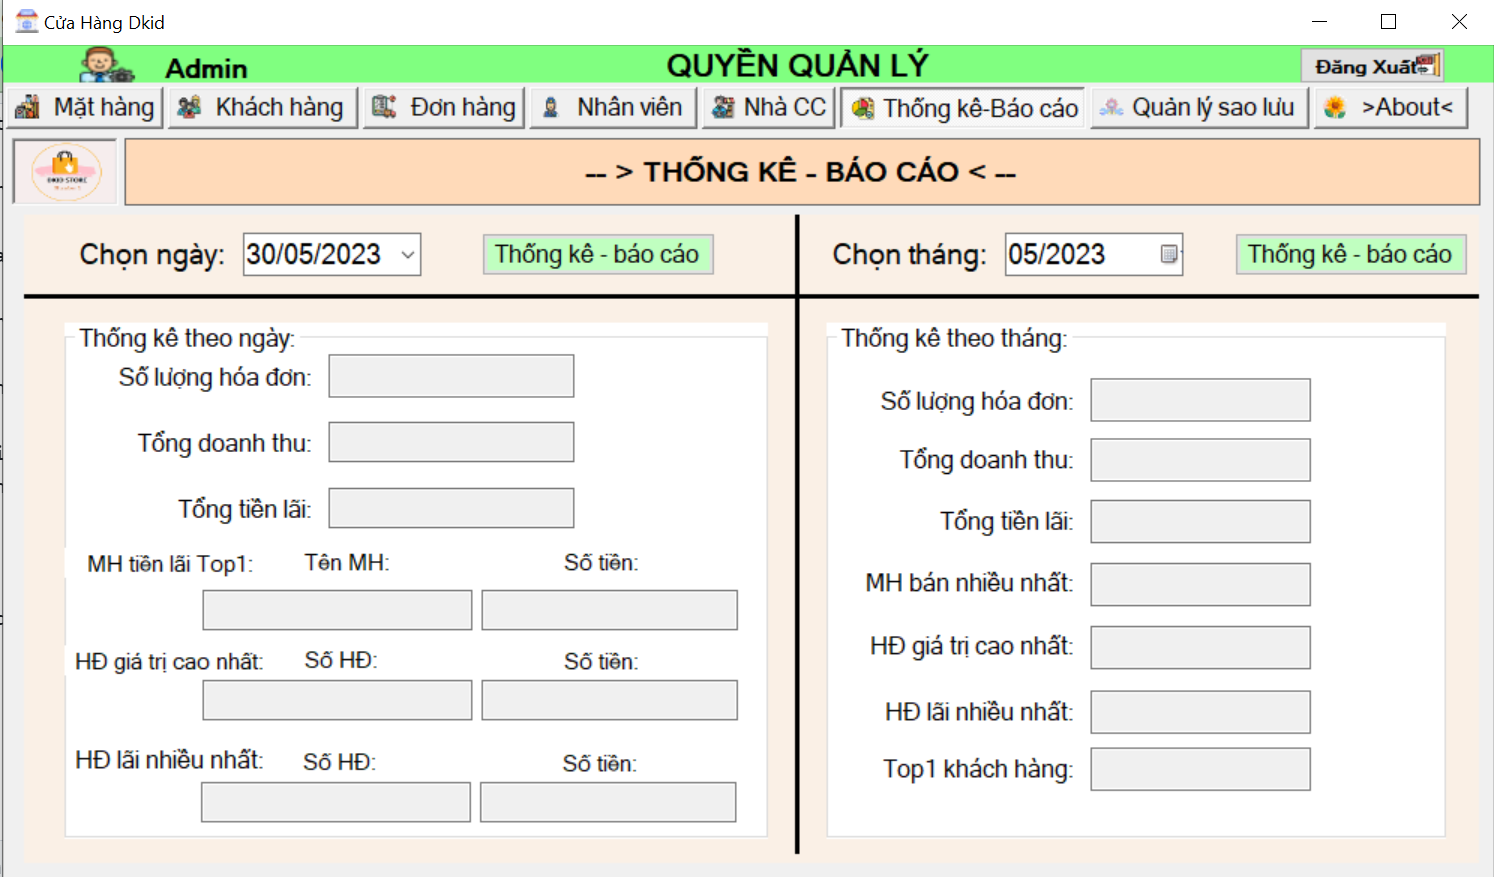 Cửa Hàng Dkid
Admin
QUYỀN QUẢN LÝ
Đăng Xuất
Mặt hàng
Khách hàng
Đơn hàng
Nhân viên
Nhà CC
Thống kê-Báo cáo
Quản lý sao lưu
>About<
DKID STORE
-- > THỐNG KÊ - BÁO CÁO < --
Chọn ngày: 30/05/2023 Thống kê - báo cáo
Chọn tháng: 05/2023 Thống kê - báo cáo
Thống kê theo ngày:
Số lượng hóa đơn:
Tổng doanh thu:
Tổng tiền lãi:
MH tiền lãi Top1: Tên MH: Số tiền:
HĐ giá trị cao nhất: Số HĐ: Số tiền:
HĐ lãi nhiều nhất: Số HĐ: Số tiền:
Thống kê theo tháng:
Số lượng hóa đơn:
Tổng doanh thu:
Tổng tiền lãi:
MH bán nhiều nhất:
HĐ giá trị cao nhất:
HĐ lãi nhiều nhất:
Top1 khách hàng: